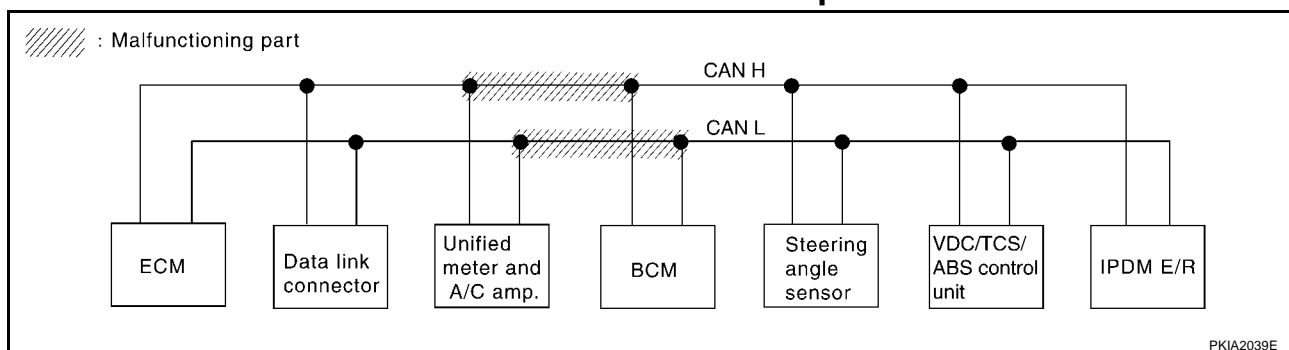 : Malfunctioning part
CAN H
CAN L
ECM
Data link
connector
Unified
meter and
A/C amp.
BCM
Steering
angle
sensor
VDC/TCS/
ABS control
unit
IPDM E/R
PKIA2039E